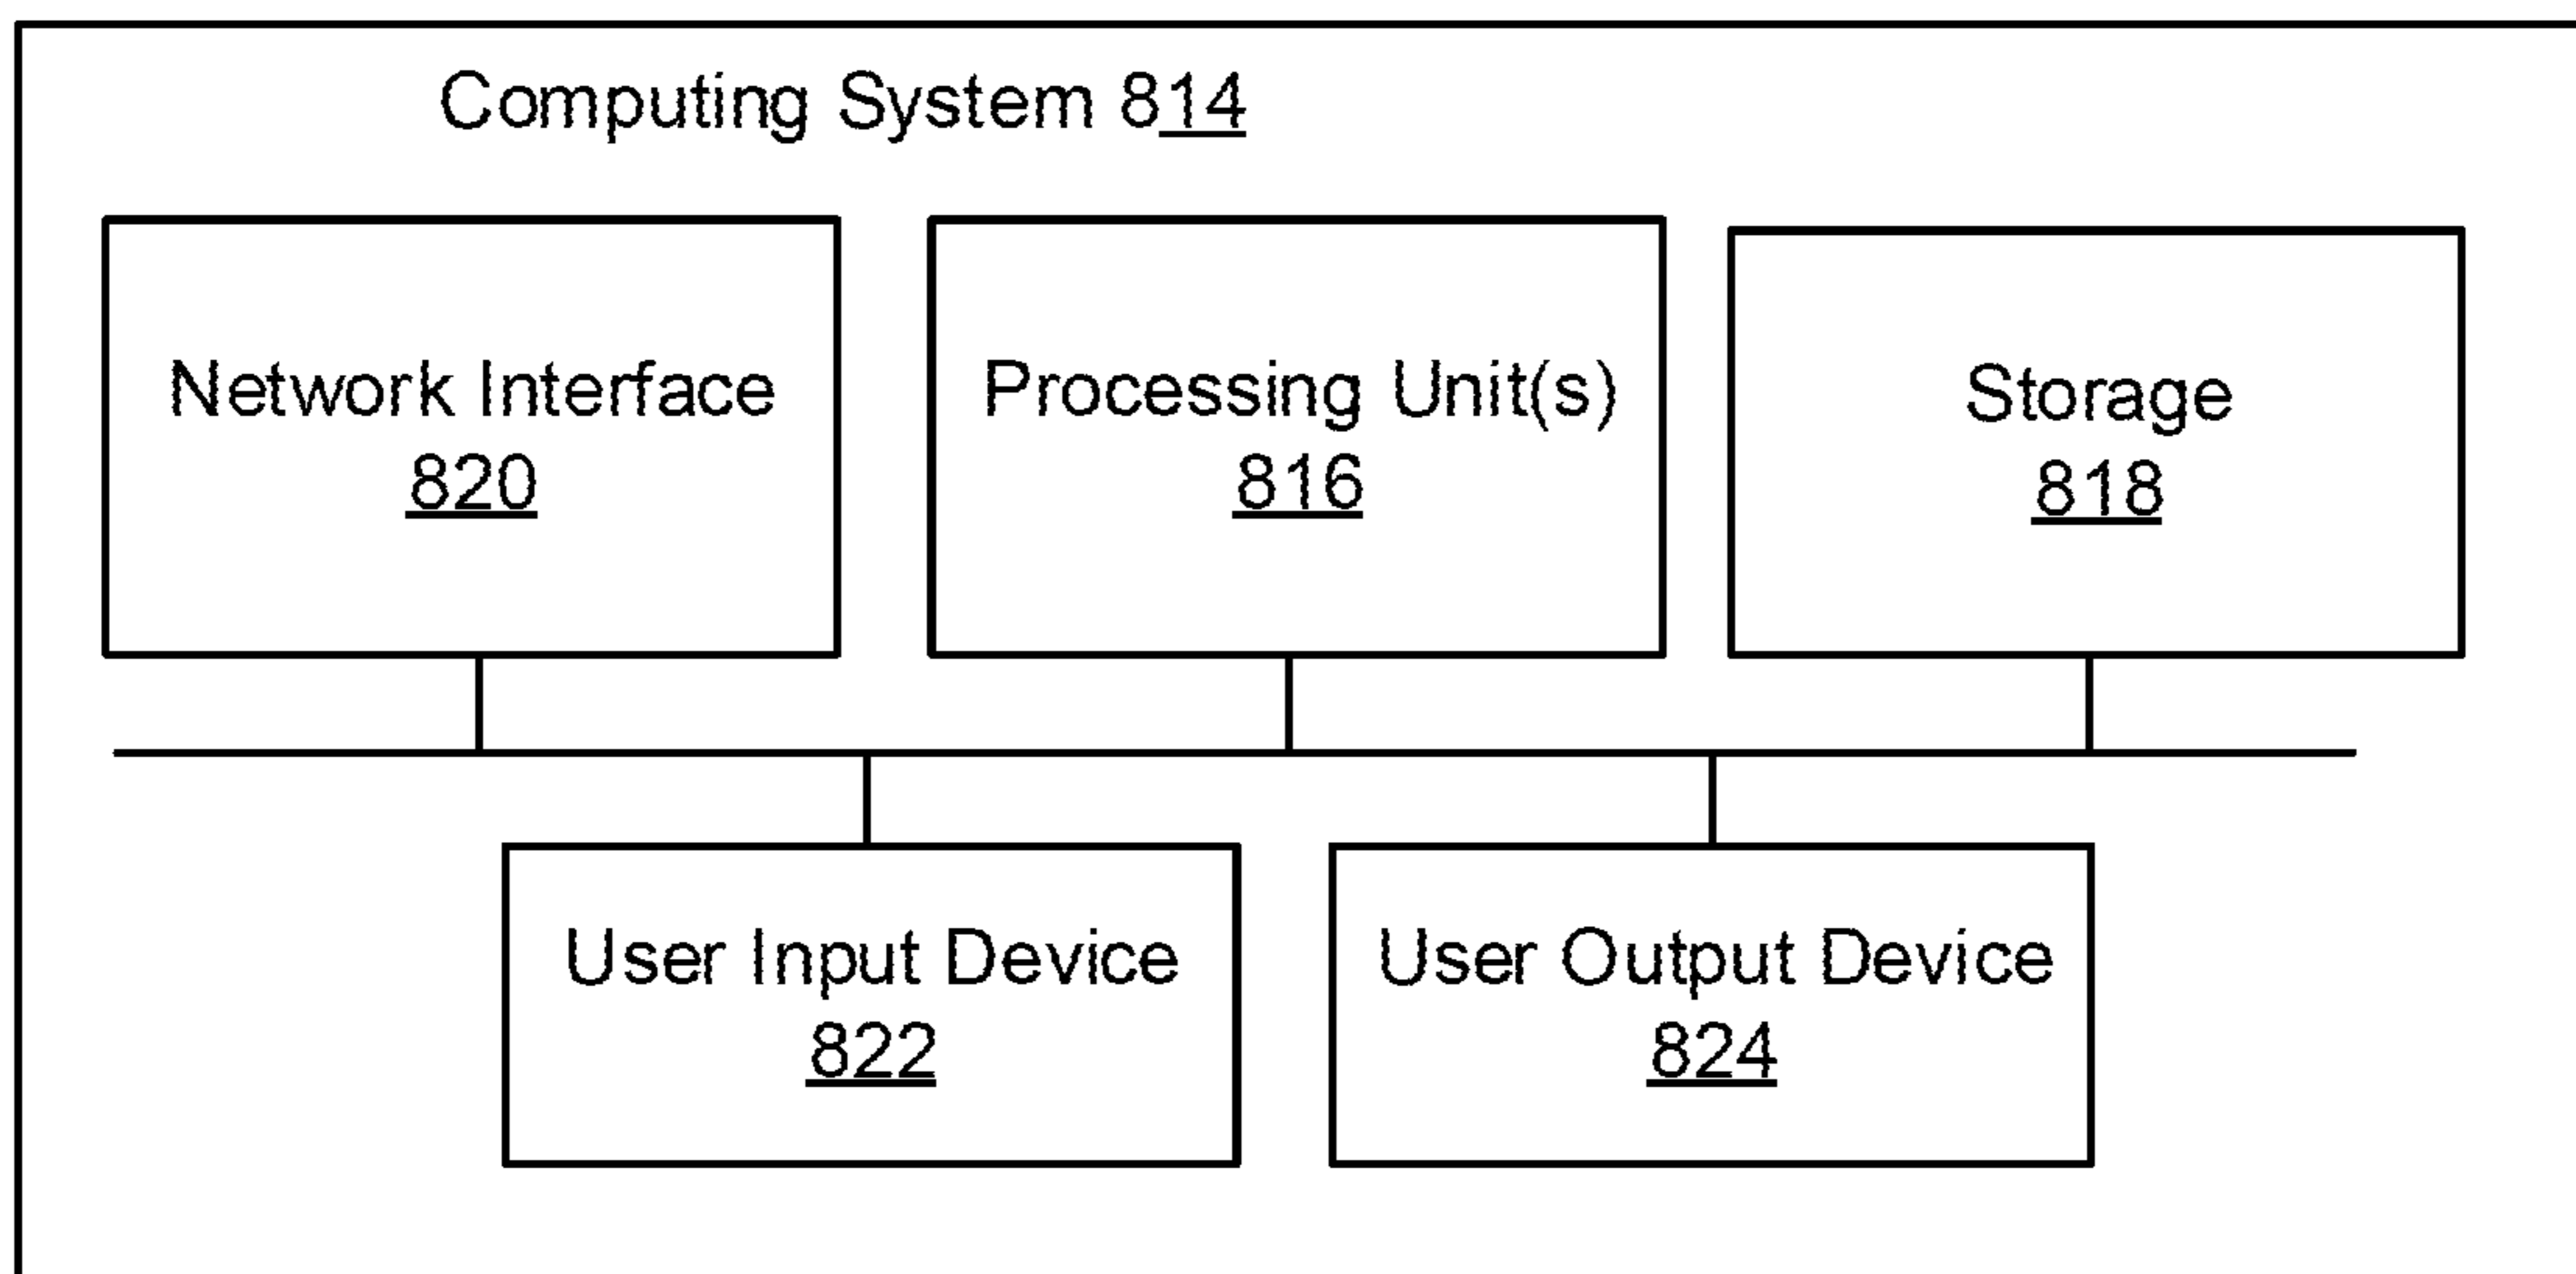 Computing System 814
Network Interface
820
Processing Unit(s)
816
Storage
818
User Input Device
822
User Output Device
824